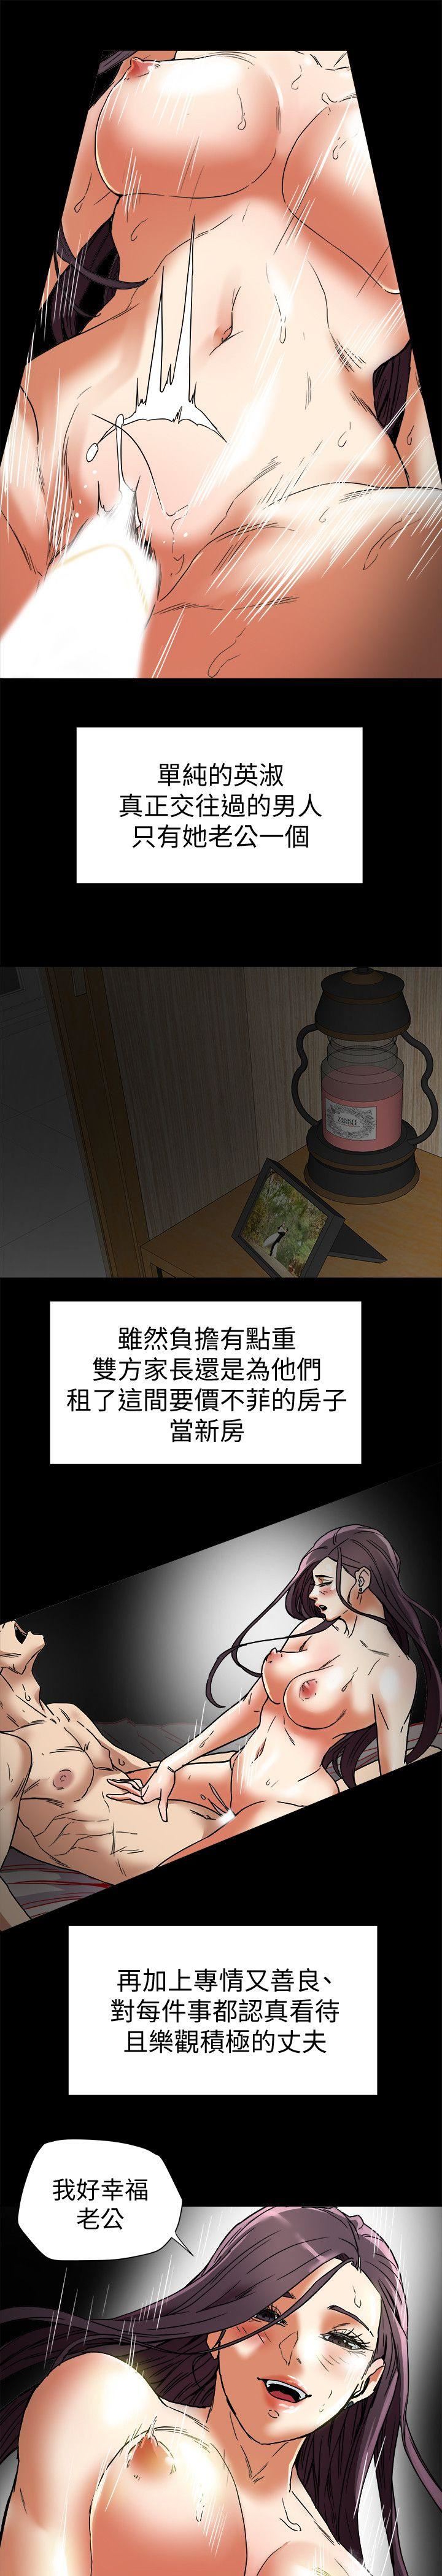 單純的英淑
真正交往過的男人
只有她老公一個
雖然負擔有點重
雙方家長還是為他們
租了這間要價不菲的房子
當新房
再加上專情又善良、
對每件事都認真看待
且樂觀積極的丈夫
我好幸福
老公